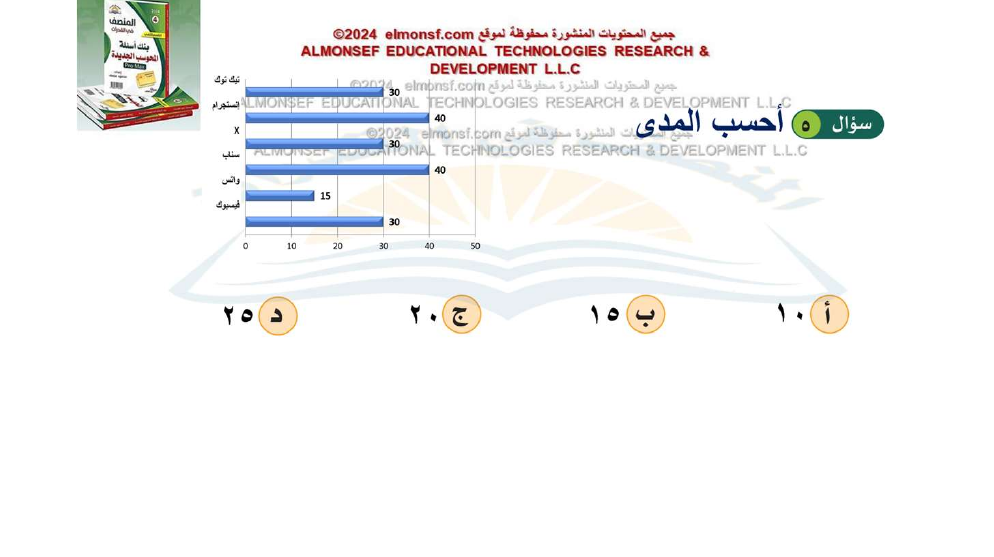 المنصف
في القدرات
بنك أسئلة
المحوسب الجديدة
جميع المحتويات المنشورة محفوظة لموقع elmonsf.com ©2024
ALMONSEF EDUCATIONAL TECHNOLOGIES RESEARCH &
DEVELOPMENT L.L.C
جميع المحتويات المنشورة محفوظة لموقع elmonsf.com ©2024
ALMONSEF EDUCATIONAL TECHNOLOGIES RESEARCH & DEVELOPMENT L.L.C
جميع المحتويات المنشورة محفوظة لموقع elmonsf.com ©2024
ALMONSEF EDUCATIONAL TECHNOLOGIES RESEARCH & DEVELOPMENT L.L.C
سؤال ٥ أحسب المدى
تيك توك 30
انستجرام 40
X 30
سناب 40
واتس 15
فيسبوك 30
0 10 20 30 40 50
أ ١٠
ب ١٥
ج ٢٠
د ٢٥